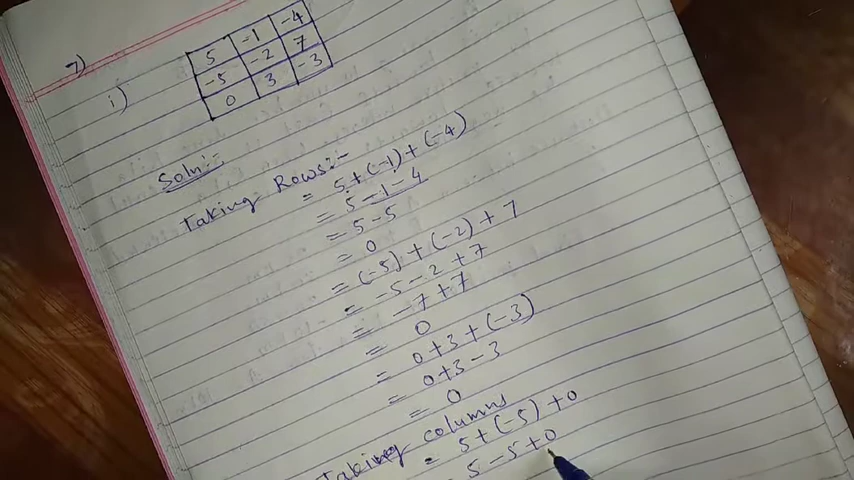 7)
i)
5 -1 -4
-5 -2 7
0 3 -3
Soln:-
Taking Rows:-
= 5+(-1)+(-4)
= 5-1-4
= 5-5
= 0
= (-5)+(-2)+7
= -5-2+7
= -7+7
= 0
= 0+3+(-3)
= 0+3-3
= 0
Taking columns
= 5+(-5)+0
5-5+0